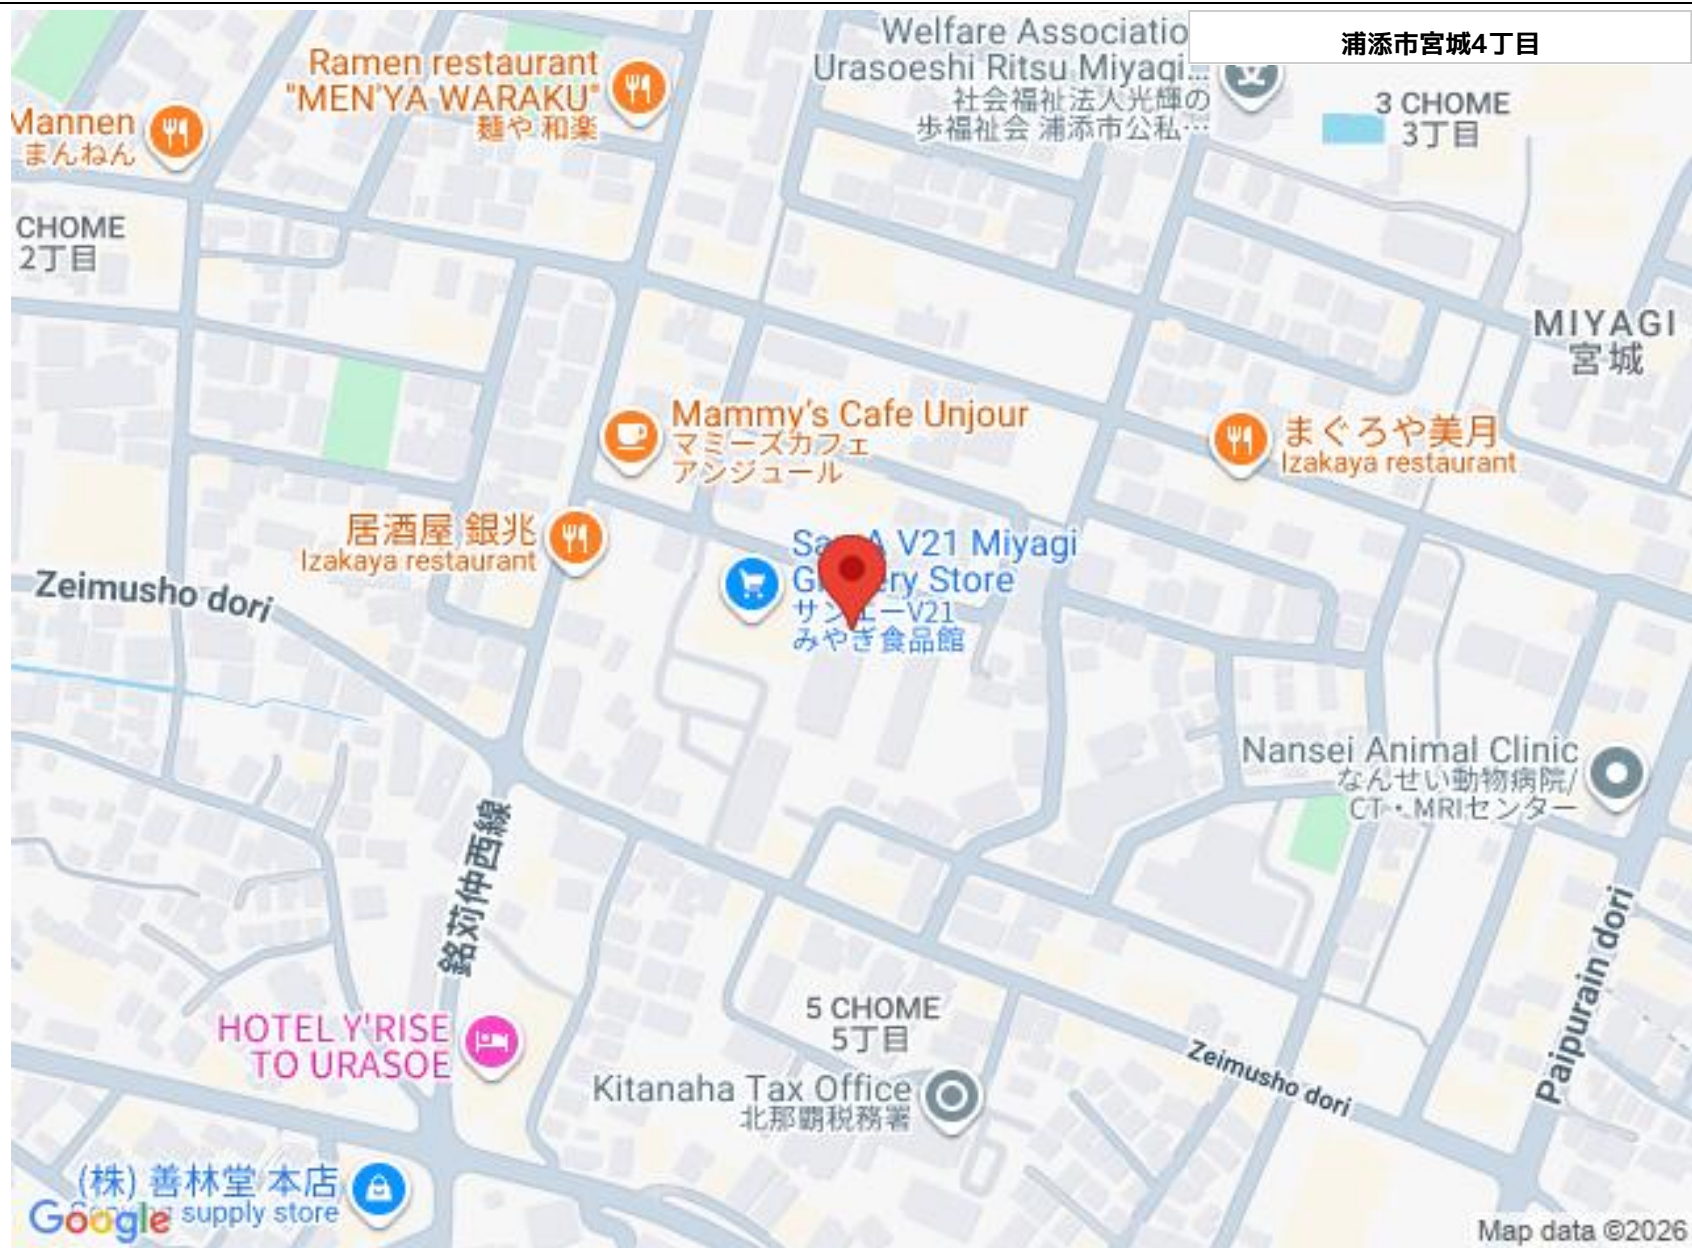 浦添市宮城4丁目
Welfare Associatio
Urasoeshi Ritsu Miyagi...
社会福祉法人光輝の
歩福祉会 浦添市公私…
3 CHOME
3丁目
Ramen restaurant
"MEN'YA WARAKU"
麺や 和楽
Mannen
まんねん
CHOME
2丁目
MIYAGI
宮城
Mammy's Cafe Unjour
マミーズカフェ
アンジュール
まぐろや美月
Izakaya restaurant
居酒屋 銀兆
Izakaya restaurant
V21 Miyagi
Store
みやぎ食品館
Zeimusho dori
Nansei Animal Clinic
なんせい動物病院/
CT・MRIセンター
銘苅仲西線
Paipurain dori
HOTEL Y'RISE
TO URASOE
5 CHOME
5丁目
Zeimusho dori
Kitanaha Tax Office
北那覇税務署
(株) 善林堂 本店
supply store
Google
Map data ©2026